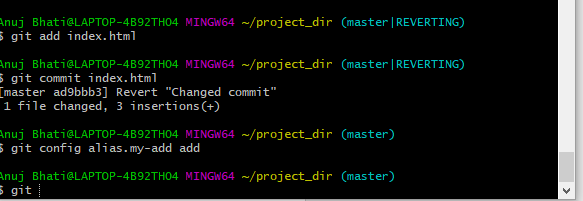 Anuj Bhati@LAPTOP-4B92TH04 MINGW64 ~/project_dir (master|REVERTING)
$ git add index.html
Anuj Bhati@LAPTOP-4B92TH04 MINGW64 ~/project_dir (master|REVERTING)
$ git commit index.html
[master ad9bbb3] Revert "Changed commit"
1 file changed, 3 insertions(+)
Anuj Bhati@LAPTOP-4B92TH04 MINGW64 ~/project_dir (master)
$ git config alias.my-add add
Anuj Bhati@LAPTOP-4B92TH04 MINGW64 ~/project_dir (master)
$ git